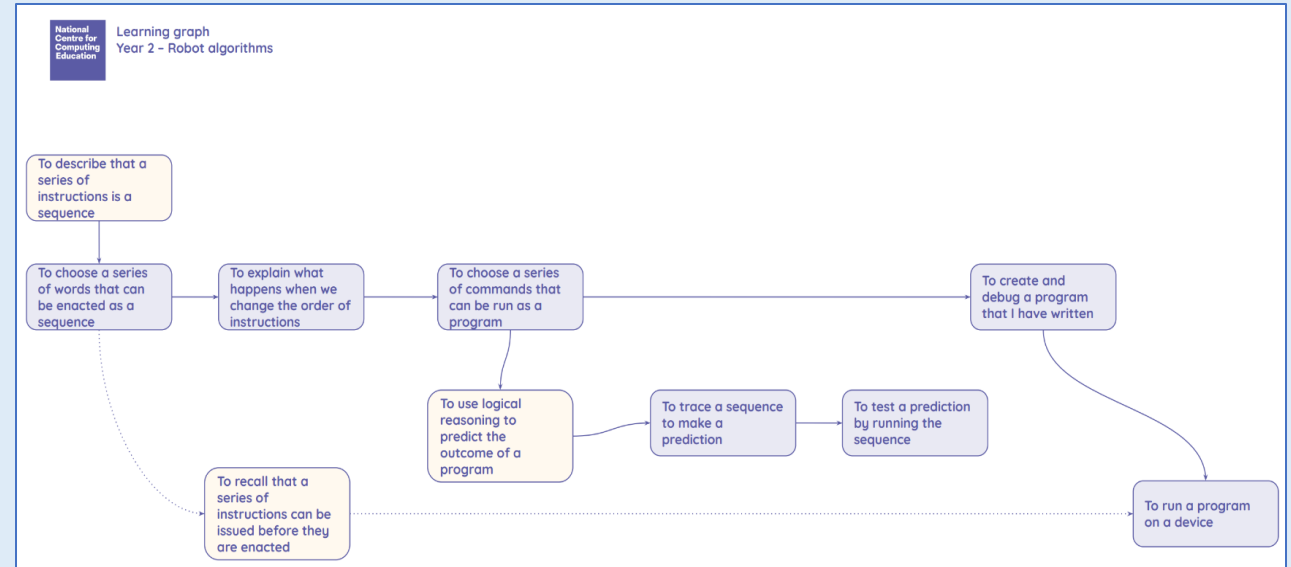 National
Centre for
Computing
Education
Learning graph
Year 2 – Robot algorithms
To describe that a
series of
instructions is a
sequence
To choose a series
of words that can
be enacted as a
sequence
To explain what
happens when we
change the order of
instructions
To choose a series
of commands that
can be run as a
program
To create and
debug a program
that I have written
To use logical
reasoning to
predict the
outcome of a
program
To trace a sequence
to make a
prediction
To test a prediction
by running the
sequence
To recall that a
series of
instructions can be
issued before they
are enacted
To run a program
on a device